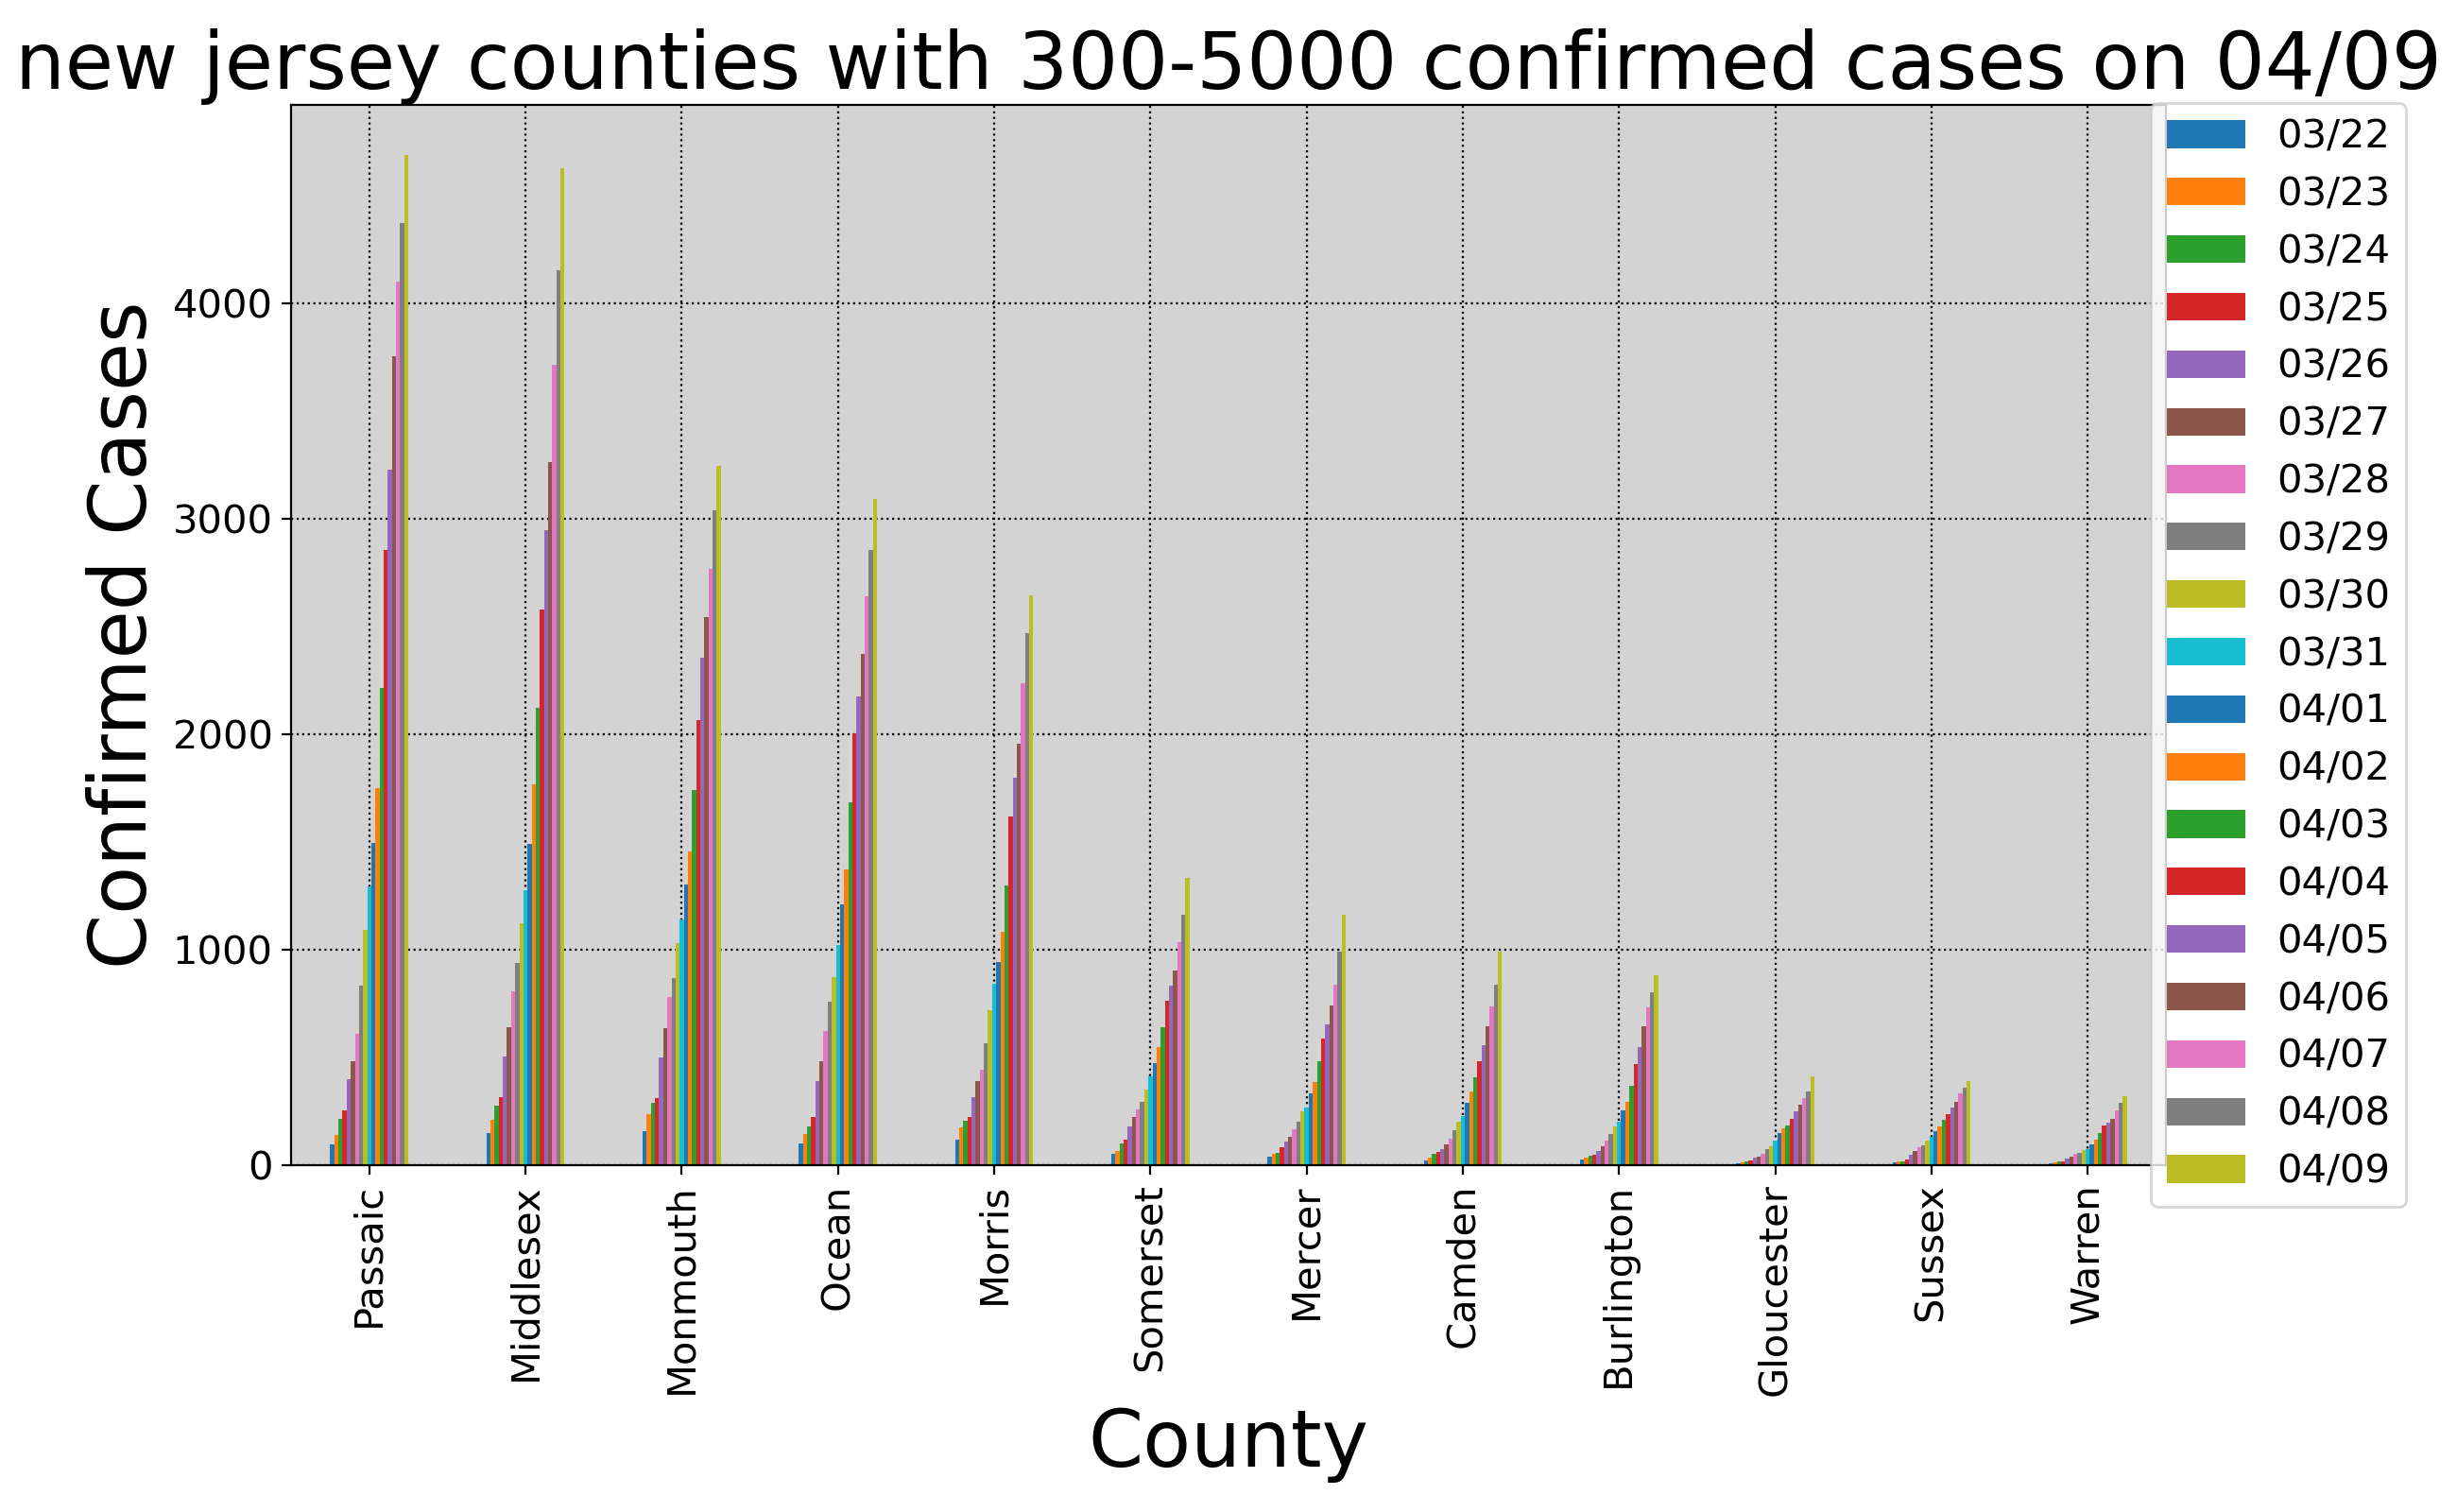 new jersey counties with 300-5000 confirmed cases on 04/09
Confirmed Cases
4000
3000
2000
1000
0
Passaic
Middlesex
Monmouth
Ocean
Morris
Somerset
Mercer
Camden
Burlington
Gloucester
Sussex
Warren
County
03/22
03/23
03/24
03/25
03/26
03/27
03/28
03/29
03/30
03/31
04/01
04/02
04/03
04/04
04/05
04/06
04/07
04/08
04/09